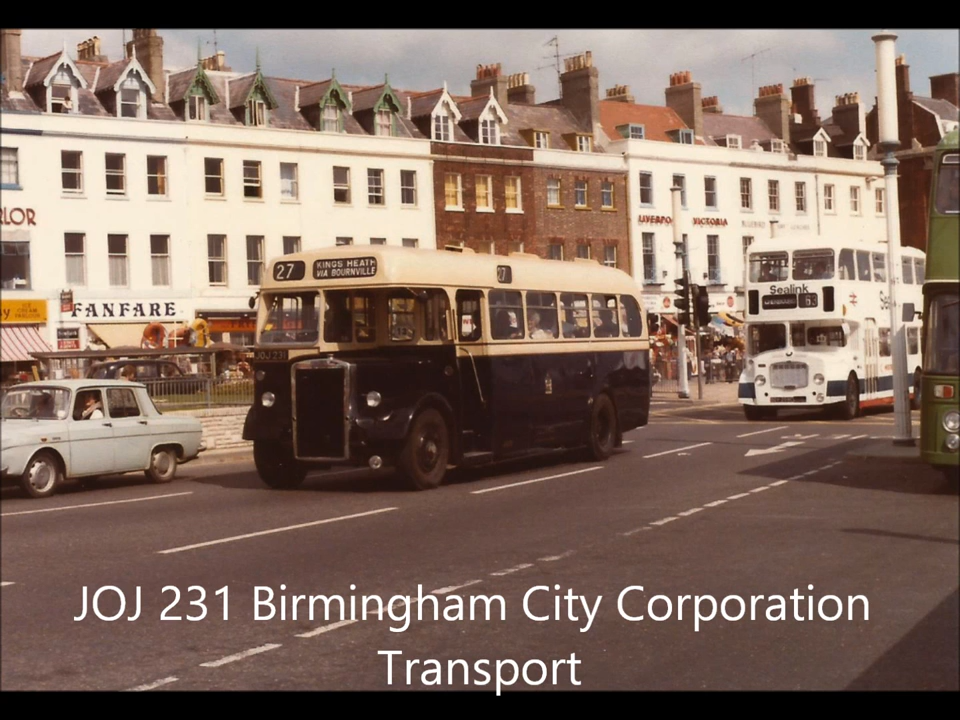 LOR
FANFARE
27
KINGS HEATH
VIA BOURNVILLE
27
JOJ 231
LIVERPO
VICTORIA
Sealink
63
JOJ 231 Birmingham City Corporation
Transport